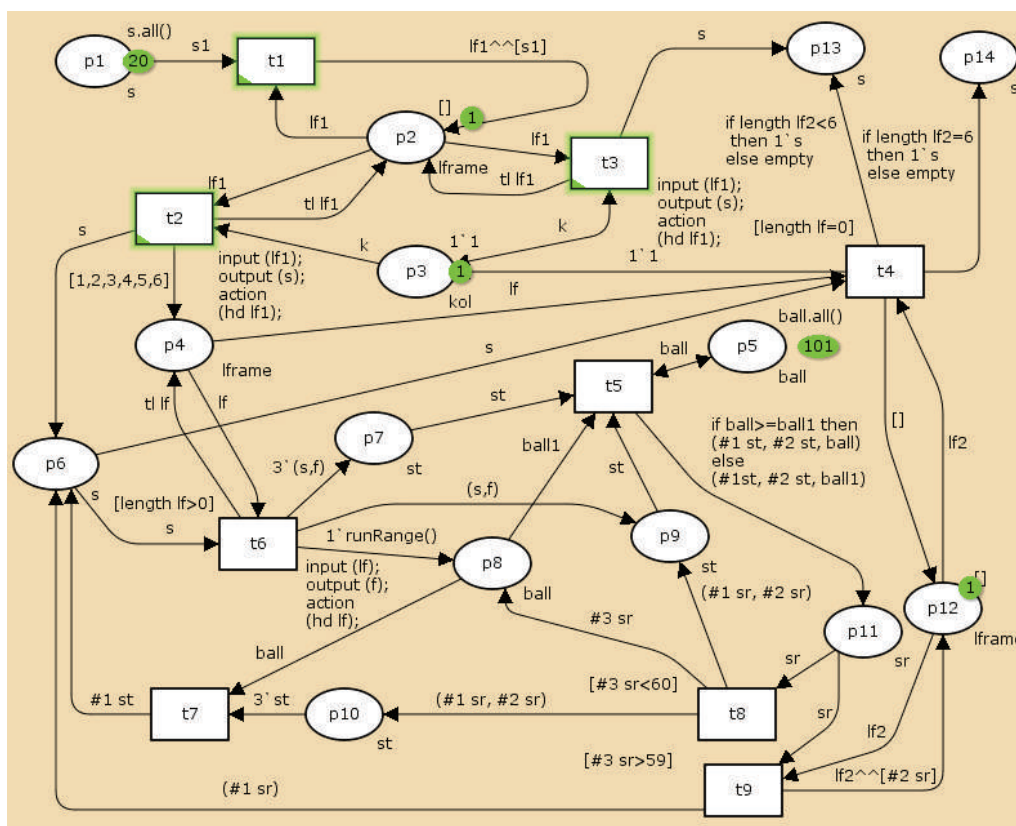 s.all()
p1
20
s1
s
t1
lf1^^[s1]
[]
1
p2
lf1
lframe
lf1
t3
tl lf1
s
p13
s
p14
s
if length lf2<6
then 1`s
else empty
if length lf2=6
then 1`s
else empty
lf1
t2
tl lf1
s
k
input (lf1);
output (s);
action
(hd lf1);
[1,2,3,4,5,6]
1`1
p3
1
kol
k
input (lf1);
output (s);
action
(hd lf1);
1`1
[length lf=0]
t4
lf
p4
lframe
s
ball.all()
p5
101
ball
ball
t5
tl lf
lf
p7
st
st
ball1
if ball>=ball1 then
(#1 st, #2 st, ball)
else
(#1st, #2 st, ball1)
[]
lf2
p6
s
3`(s,f)
[length lf>0]
s
(s,f)
st
t6
1`runRange()
input (lf);
output (f);
action
(hd lf);
p8
ball
p9
st
(#1 sr, #2 sr)
[]
1
p12
lframe
p11
sr
#3 sr
ball
sr
[#3 sr<60]
#1 st
t7
3`st
p10
st
(#1 sr, #2 sr)
t8
sr
lf2
[#3 sr>59]
lf2^^[#2 sr]
t9
(#1 sr)